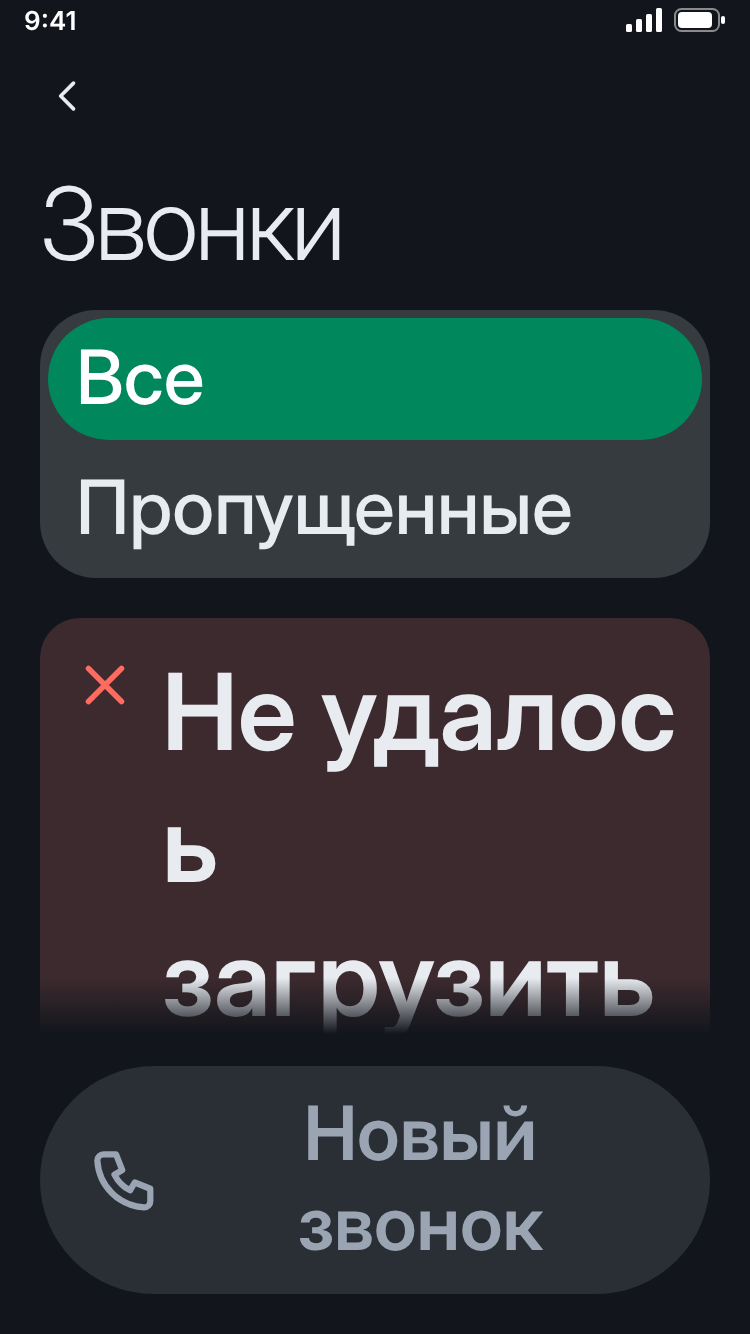 9:41
Звонки
Все
Пропущенные
Не удалос
ь
загрузить
Новый
звонок